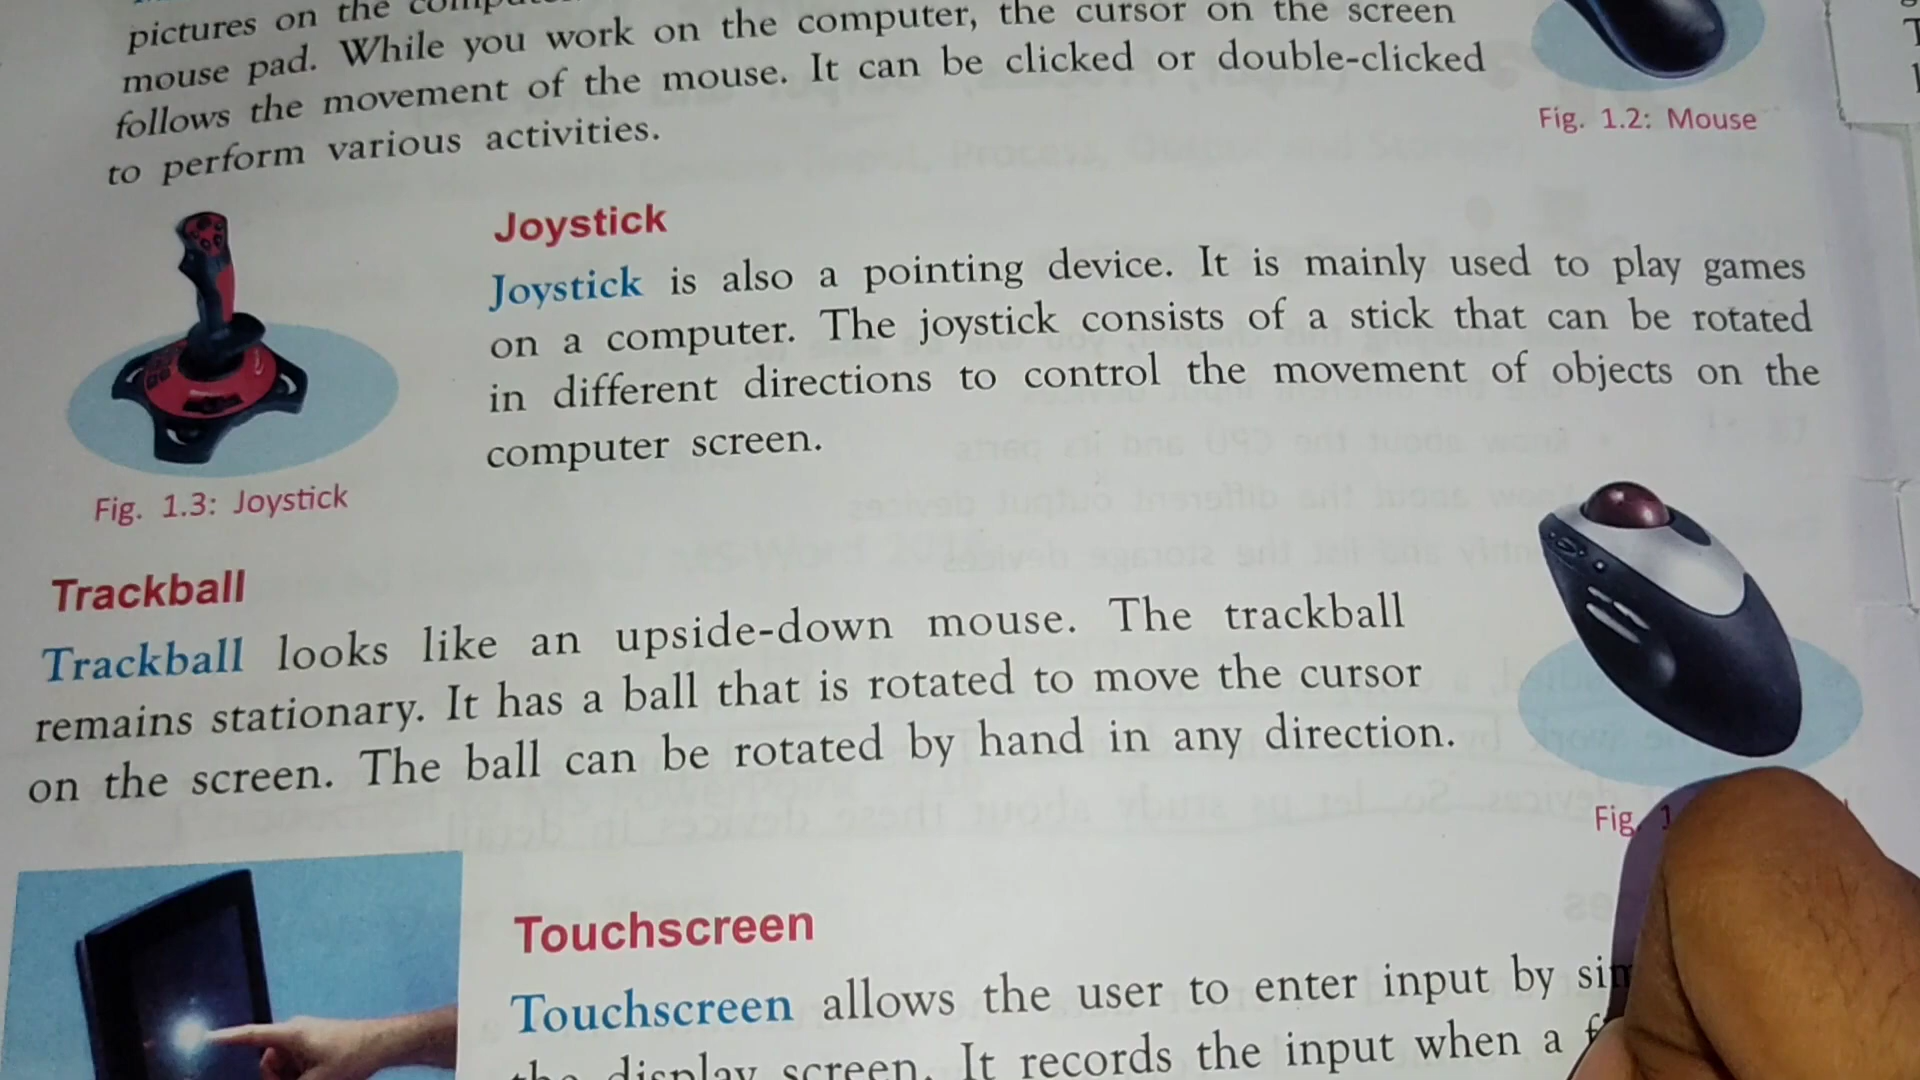 pictures on the
mouse pad. While you work on the computer, the cursor on the screen
follows the movement of the mouse. It can be clicked or double-clicked
to perform various activities.
Fig. 1.2: Mouse
Joystick
Joystick is also a pointing device. It is mainly used to play games
on a computer. The joystick consists of a stick that can be rotated
in different directions to control the movement of objects on the
computer screen.
Fig. 1.3: Joystick
Trackball
Trackball looks like an upside-down mouse. The trackball
remains stationary. It has a ball that is rotated to move the cursor
on the screen. The ball can be rotated by hand in any direction.
Fig.
Touchscreen
Touchscreen allows the user to enter input by
the display screen. It records the input when a